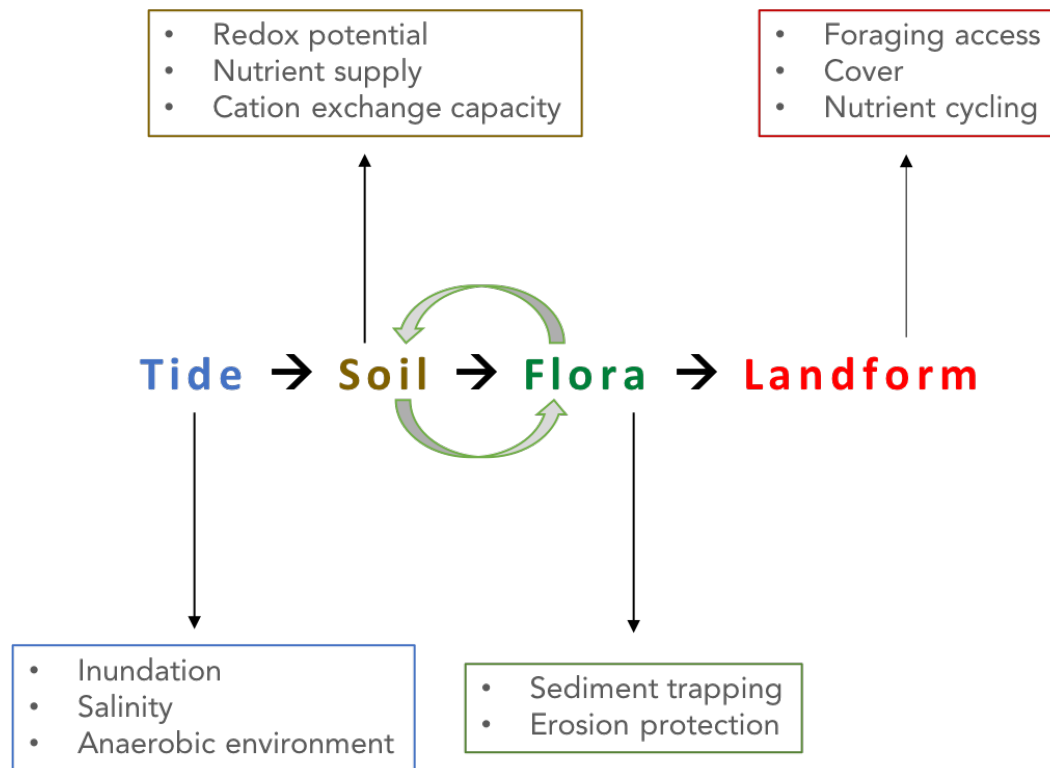 • Redox potential
• Nutrient supply
• Cation exchange capacity
• Foraging access
• Cover
• Nutrient cycling
Tide → Soil → Flora → Landform
• Inundation
• Salinity
• Anaerobic environment
• Sediment trapping
• Erosion protection